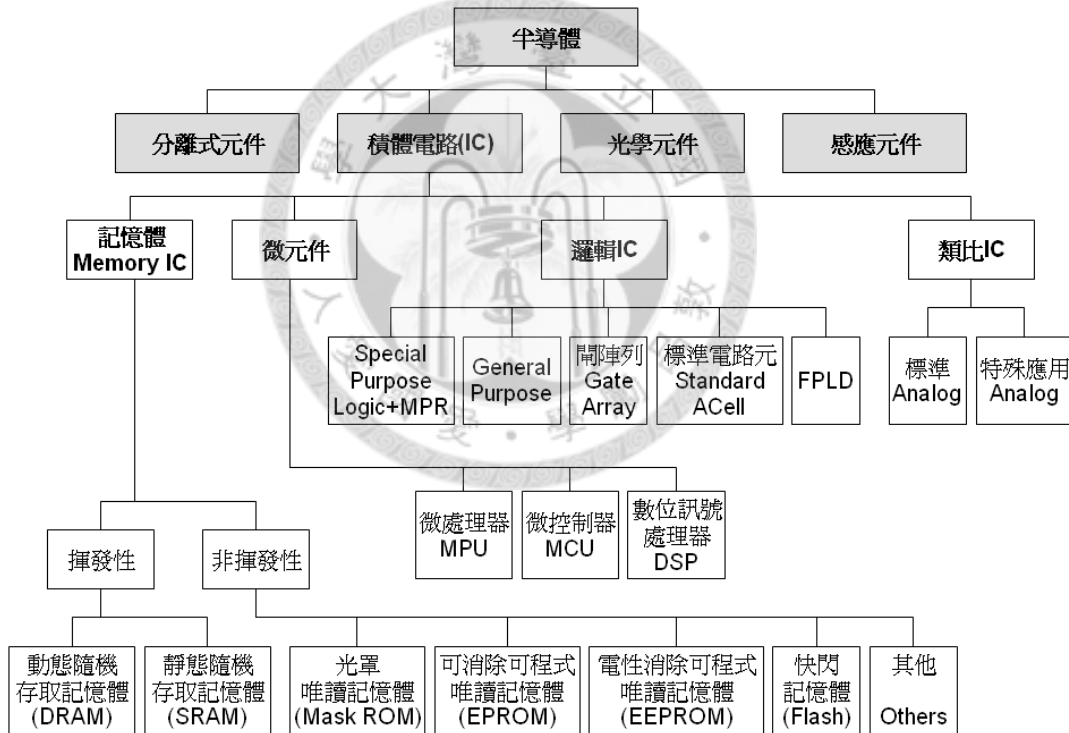 半導體
分離式元件
積體電路(IC)
光學元件
感應元件
記憶體
Memory IC
微元件
邏輯IC
類比IC
Special
Purpose
Logic+MPR
General
Purpose
閘陣列
Gate
Array
標準電路元
Standard
ACell
FPLD
標準
Analog
特殊應用
Analog
微處理器
MPU
微控制器
MCU
數位訊號
處理器
DSP
揮發性
非揮發性
動態隨機
存取記憶體
(DRAM)
靜態隨機
存取記憶體
(SRAM)
光罩
唯讀記憶體
(Mask ROM)
可消除可程式
唯讀記憶體
(EPROM)
電性消除可程式
唯讀記憶體
(EEPROM)
快閃
記憶體
(Flash)
其他
Others